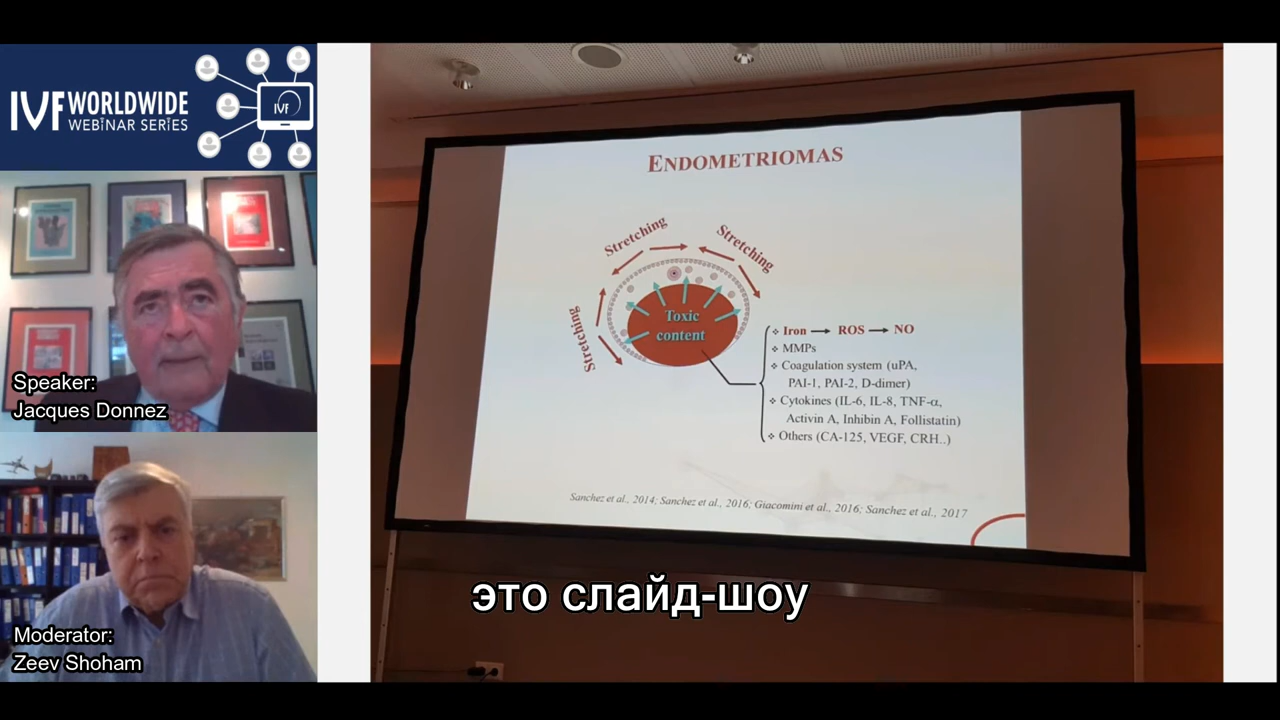 IVF WORLDWIDE
WEBINAR SERIES
IVF
Speaker:
Jacques Donnez
Moderator:
Zeev Shoham
ENDOMETRIOMAS
Stretching
Stretching
Stretching
Toxic
content
❖ Iron → ROS → NO
❖ MMPs
❖ Coagulation system (uPA,
PAI-1, PAI-2, D-dimer)
❖ Cytokines (IL-6, IL-8, TNF-α,
Activin A, Inhibin A, Follistatin)
❖ Others (CA-125, VEGF, CRH..)
Sanchez et al., 2014; Sanchez et al., 2016; Giacomini et al., 2016; Sanchez et al., 2017
это слайд-шоу